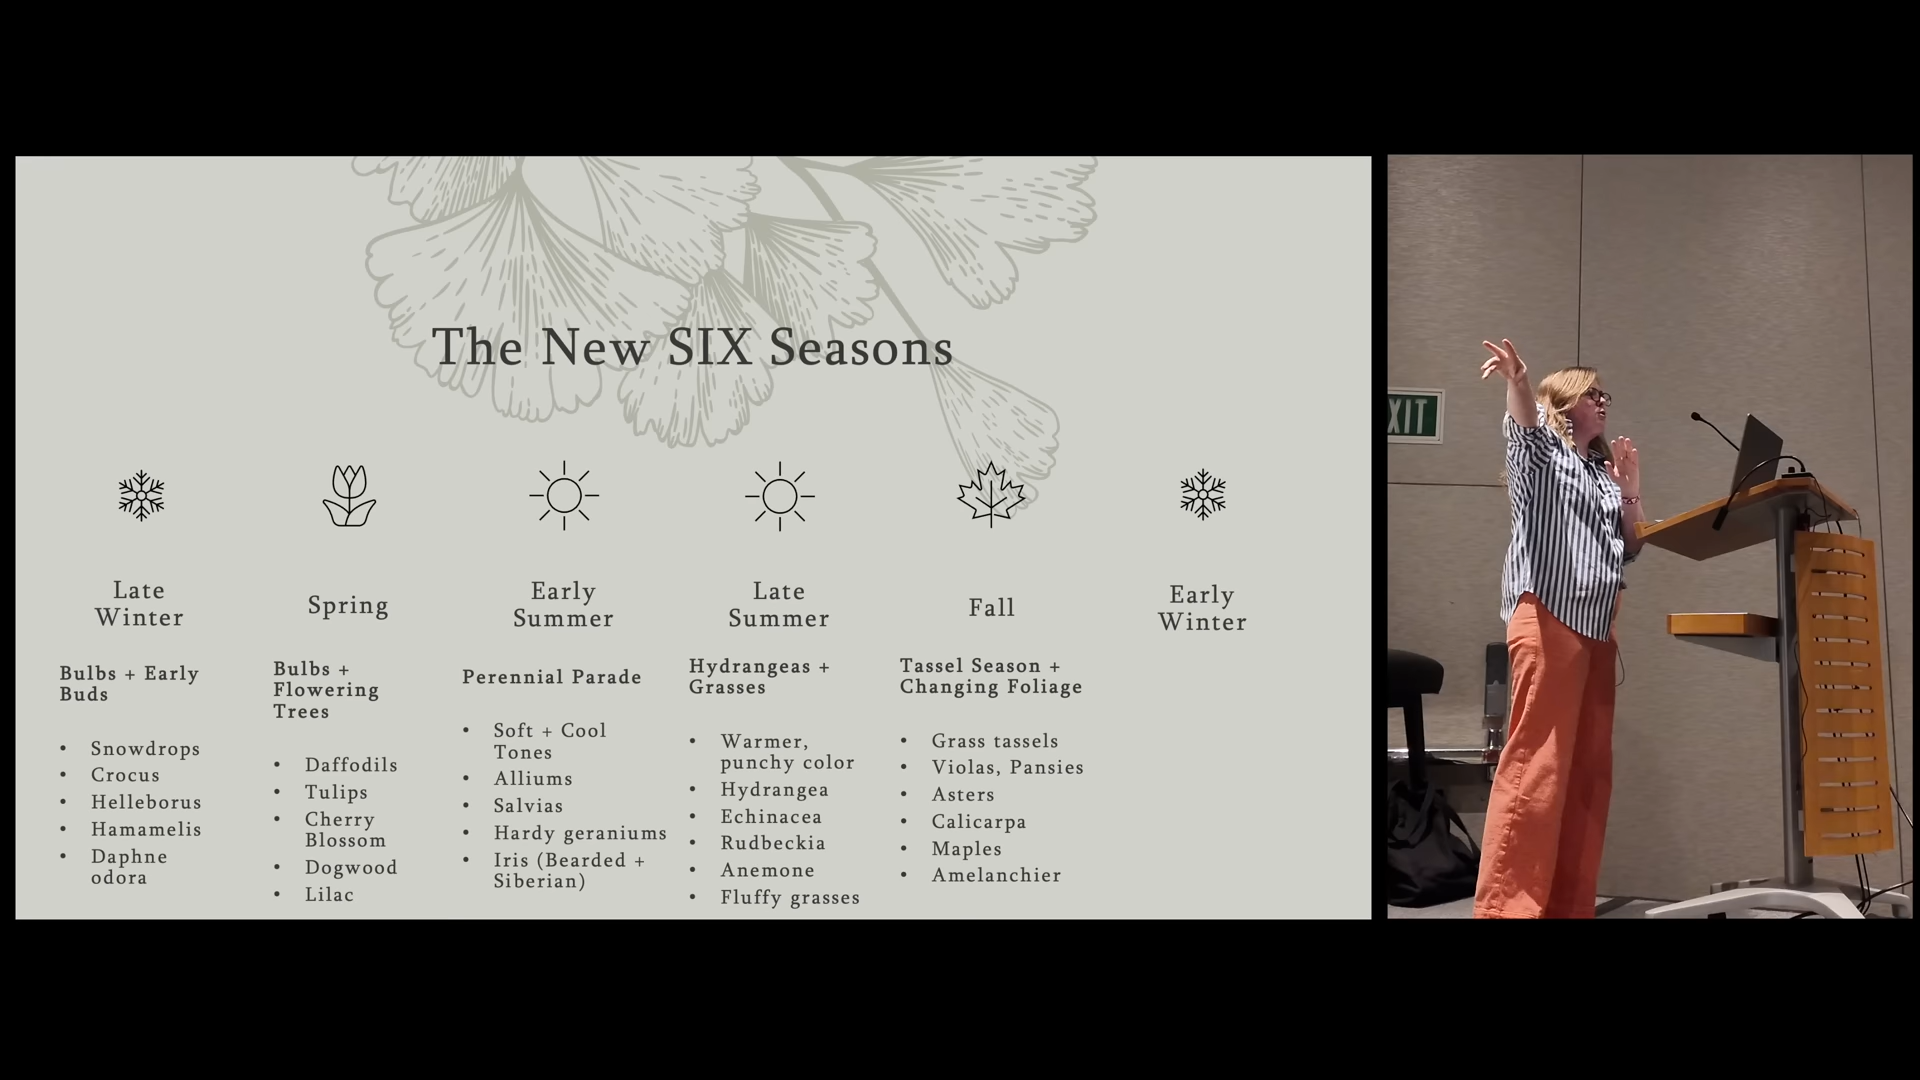 The New SIX Seasons
Late
Winter
Bulbs + Early
Buds
• Snowdrops
• Crocus
• Helleborus
• Hamamelis
• Daphne
odora
Spring
Bulbs +
Flowering
Trees
• Daffodils
• Tulips
• Cherry
Blossom
• Dogwood
• Lilac
Early
Summer
Perennial Parade
• Soft + Cool
Tones
• Alliums
• Salvias
• Hardy geraniums
• Iris (Bearded +
Siberian)
Late
Summer
Hydrangeas +
Grasses
• Warmer,
punchy color
• Hydrangea
• Echinacea
• Rudbeckia
• Anemone
• Fluffy grasses
Fall
Tassel Season +
Changing Foliage
• Grass tassels
• Violas, Pansies
• Asters
• Calicarpa
• Maples
• Amelanchier
Early
Winter
XIT